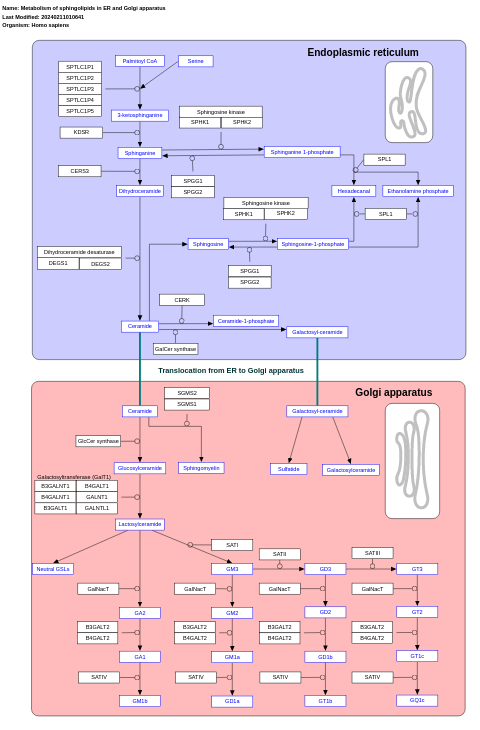 Name: Metabolism of sphingolipids in ER and Golgi apparatus
Last Modified: 20240211010641
Organism: Homo sapiens
Endoplasmic reticulum
Palmitoyl CoA
Serine
SPTLC1P1
SPTLC1P2
SPTLC1P3
SPTLC1P4
SPTLC1P5
3-ketosphinganine
Sphingosine kinase
SPHK1 SPHK2
KDSR
Sphinganine
Sphinganine 1-phosphate
SPL1
CERS3
SPGG1
SPGG2
Dihydroceramide
Hexadecanal
Ethanolamine phosphate
Sphingosine kinase
SPHK1 SPHK2
SPL1
Sphingosine
Sphingosine-1-phosphate
Dihydroceramide desaturase
DEGS1 DEGS2
SPGG1
SPGG2
CERK
Ceramide
Ceramide-1-phosphate
Galactosyl-ceramide
GalCer synthase
Translocation from ER to Golgi apparatus
Golgi apparatus
SGMS2
SGMS1
Ceramide
Galactosyl-ceramide
GlcCer synthase
Glucosylceramide
Sphingomyelin
Sulfatide
Galactosylceramide
Galactosyltransferase (GalT1)
B3GALNT1 B4GALT1
B4GALNT1 GALNT1
B3GALT1 GALNTL1
Lactosylceramide
SATI
SATII
SATIII
Neutral GSLs
GM3
GD3
GT3
GalNacT
GalNacT
GalNacT
GalNacT
GA2
GM2
GD2
GT2
B3GALT2
B4GALT2
B3GALT2
B4GALT2
B3GALT2
B4GALT2
B3GALT2
B4GALT2
GA1
GM1a
GD1b
GT1c
SATIV
SATIV
SATIV
SATIV
GM1b
GD1a
GT1b
GQ1c